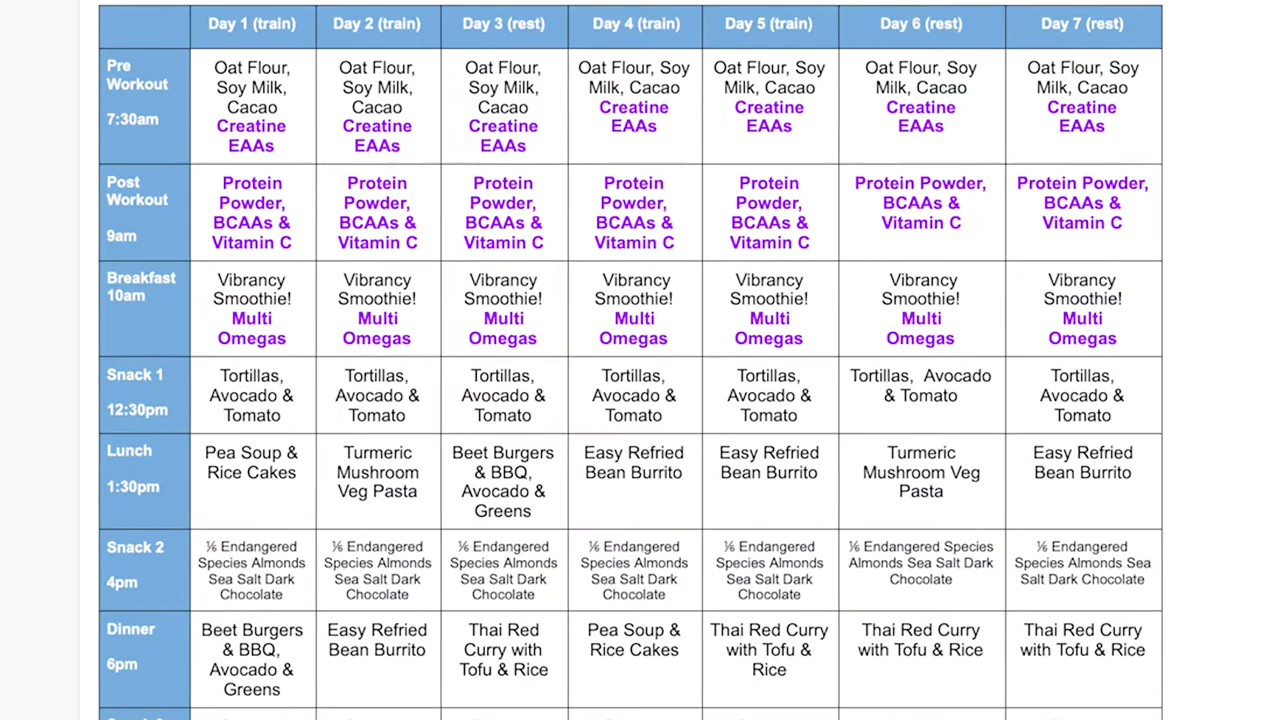 Day 1 (train)
Day 2 (train)
Day 3 (rest)
Day 4 (train)
Day 5 (train)
Day 6 (rest)
Day 7 (rest)
Pre
Workout
7:30am
Oat Flour,
Soy Milk,
Cacao
Creatine
EAAs
Oat Flour,
Soy Milk,
Cacao
Creatine
EAAs
Oat Flour,
Soy Milk,
Cacao
Creatine
EAAs
Oat Flour, Soy
Milk, Cacao
Creatine
EAAs
Oat Flour, Soy
Milk, Cacao
Creatine
EAAs
Oat Flour, Soy
Milk, Cacao
Creatine
EAAs
Oat Flour, Soy
Milk, Cacao
Creatine
EAAs
Post
Workout
9am
Protein
Powder,
BCAAs &
Vitamin C
Protein
Powder,
BCAAs &
Vitamin C
Protein
Powder,
BCAAs &
Vitamin C
Protein
Powder,
BCAAs &
Vitamin C
Protein
Powder,
BCAAs &
Vitamin C
Protein Powder,
BCAAs &
Vitamin C
Protein Powder,
BCAAs &
Vitamin C
Breakfast
10am
Vibrancy
Smoothie!
Multi
Omegas
Vibrancy
Smoothie!
Multi
Omegas
Vibrancy
Smoothie!
Multi
Omegas
Vibrancy
Smoothie!
Multi
Omegas
Vibrancy
Smoothie!
Multi
Omegas
Vibrancy
Smoothie!
Multi
Omegas
Vibrancy
Smoothie!
Multi
Omegas
Snack 1
12:30pm
Tortillas,
Avocado &
Tomato
Tortillas,
Avocado &
Tomato
Tortillas,
Avocado &
Tomato
Tortillas,
Avocado &
Tomato
Tortillas,
Avocado &
Tomato
Tortillas, Avocado
& Tomato
Tortillas,
Avocado &
Tomato
Lunch
1:30pm
Pea Soup &
Rice Cakes
Turmeric
Mushroom
Veg Pasta
Beet Burgers
& BBQ,
Avocado &
Greens
Easy Refried
Bean Burrito
Easy Refried
Bean Burrito
Turmeric
Mushroom Veg
Pasta
Easy Refried
Bean Burrito
Snack 2
4pm
⅙ Endangered
Species Almonds
Sea Salt Dark
Chocolate
⅙ Endangered
Species Almonds
Sea Salt Dark
Chocolate
⅙ Endangered
Species Almonds
Sea Salt Dark
Chocolate
⅙ Endangered
Species Almonds
Sea Salt Dark
Chocolate
⅙ Endangered
Species Almonds
Sea Salt Dark
Chocolate
⅙ Endangered Species
Almonds Sea Salt Dark
Chocolate
⅙ Endangered
Species Almonds Sea
Salt Dark Chocolate
Dinner
6pm
Beet Burgers
& BBQ,
Avocado &
Greens
Easy Refried
Bean Burrito
Thai Red
Curry with
Tofu & Rice
Pea Soup &
Rice Cakes
Thai Red Curry
with Tofu &
Rice
Thai Red Curry
with Tofu & Rice
Thai Red Curry
with Tofu & Rice